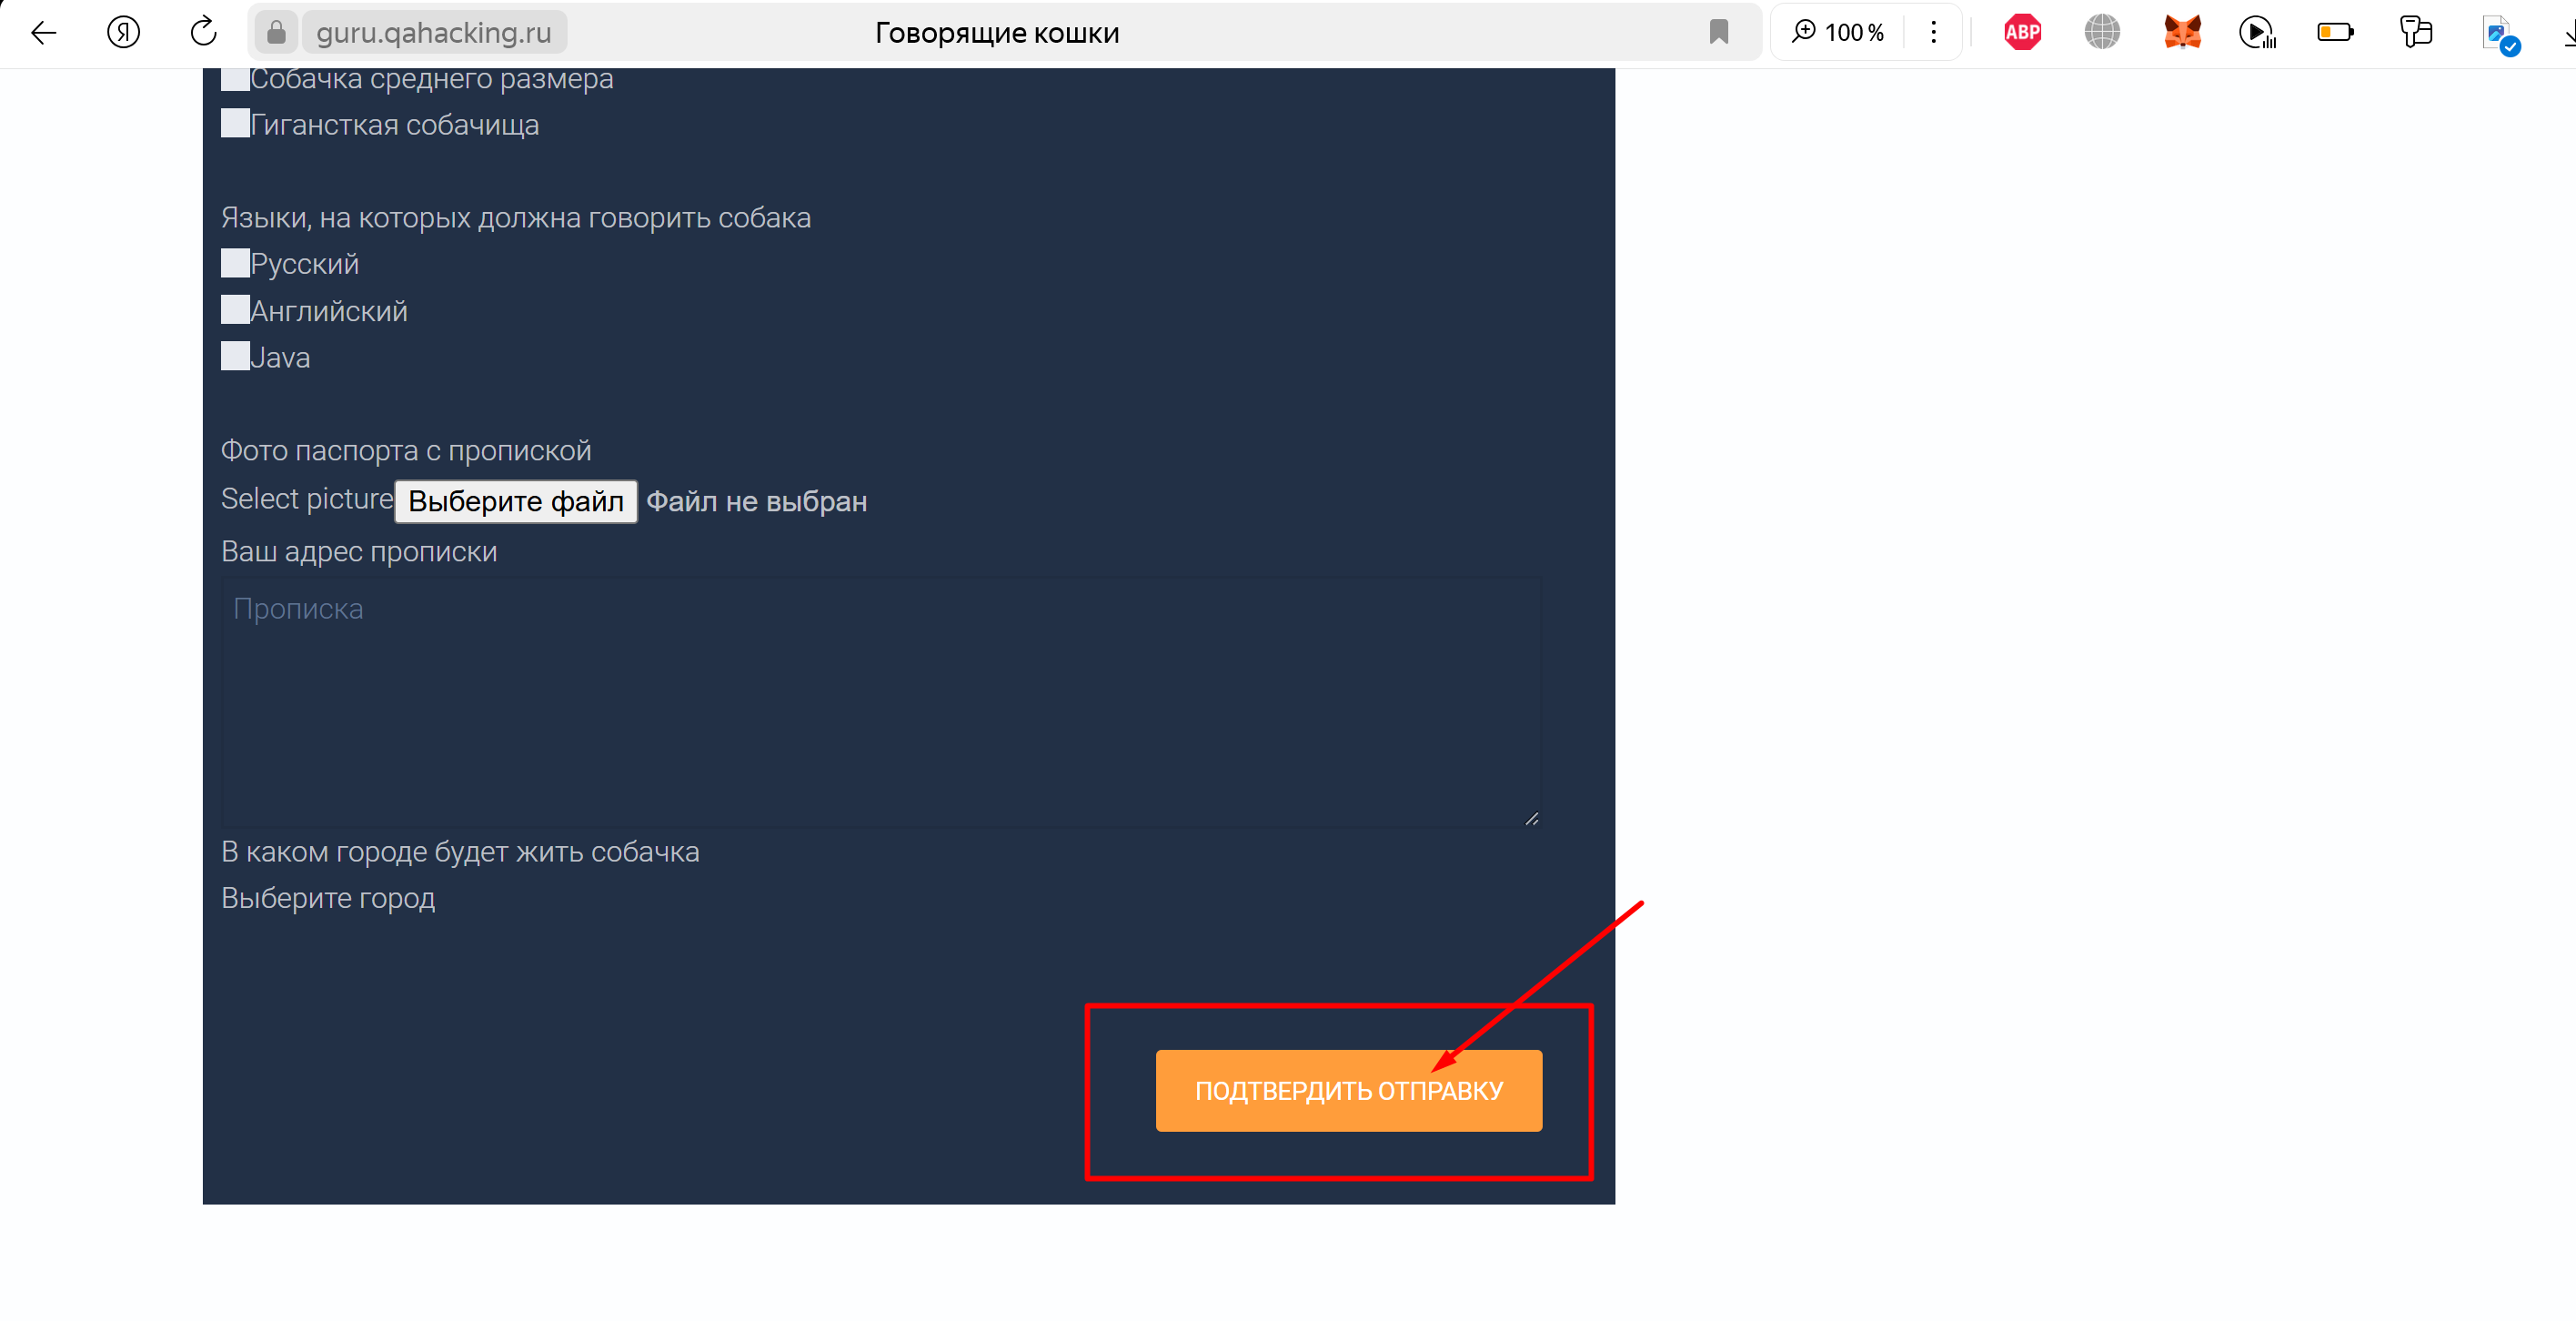 Я
guru.qahacking.ru
Говорящие кошки
100 %
ABP
Собачка среднего размера
Гигансткая собачища
Языки, на которых должна говорить собака
Русский
Английский
Java
Фото паспорта с пропиской
Select picture Выберите файл Файл не выбран
Ваш адрес прописки
Прописка
В каком городе будет жить собачка
Выберите город
ПОДТВЕРДИТЬ ОТПРАВКУ